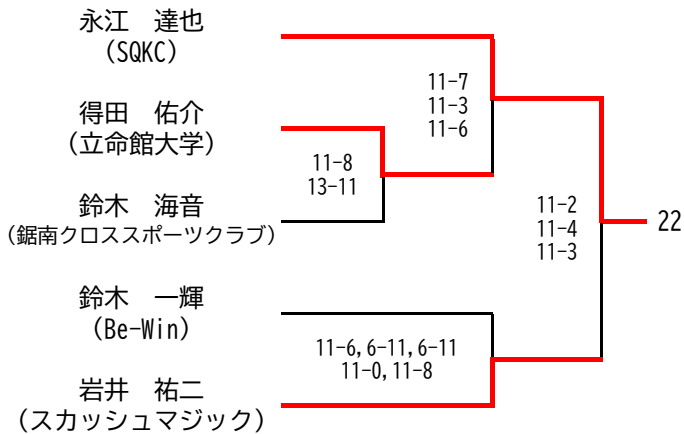 永江　達也
(SQKC)
得田　佑介
(立命館大学)
鈴木　海音
(鋸南クロススポーツクラブ)
鈴木　一輝
(Be-Win)
岩井　祐二
(スカッシュマジック)
11-8
13-11
11-6,6-11,6-11
11-0,11-8
11-7
11-3
11-6
11-2
11-4
11-3
22